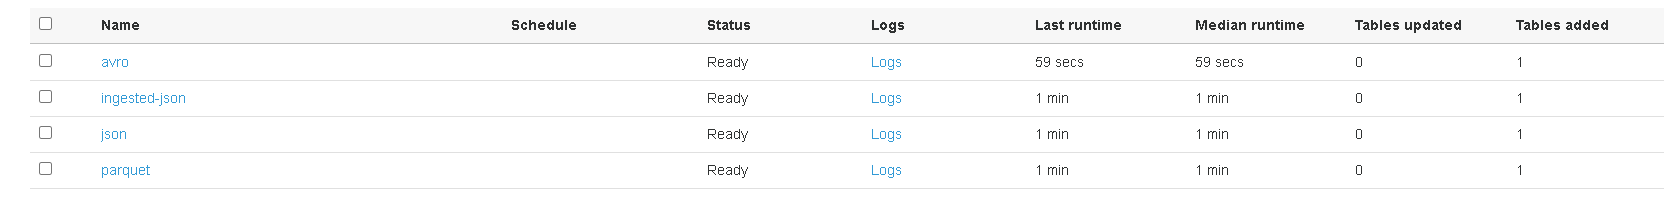 Name Schedule Status Logs Last runtime Median runtime Tables updated Tables added
avro Ready Logs 59 secs 59 secs 0 1
ingested-json Ready Logs 1 min 1 min 0 1
json Ready Logs 1 min 1 min 0 1
parquet Ready Logs 1 min 1 min 0 1